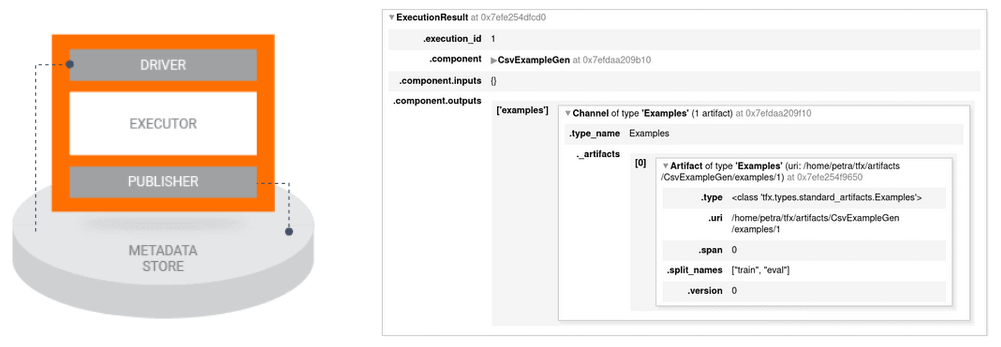 DRIVER
EXECUTOR
PUBLISHER
METADATA
STORE
▼ExecutionResult at 0x7efe254dfcd0
.execution_id 1
.component ▶CsvExampleGen at 0x7efdaa209b10
.component.inputs {}
.component.outputs
['examples'] ▼Channel of type 'Examples' (1 artifact) at 0x7efdaa209f10
.type_name Examples
._artifacts
[0] ▼Artifact of type 'Examples' (uri: /home/petra/tfx/artifacts
/CsvExampleGen/examples/1) at 0x7efe254f9650
.type <class 'tfx.types.standard_artifacts.Examples'>
.uri /home/petra/tfx/artifacts/CsvExampleGen
/examples/1
.span 0
.split_names ["train", "eval"]
.version 0